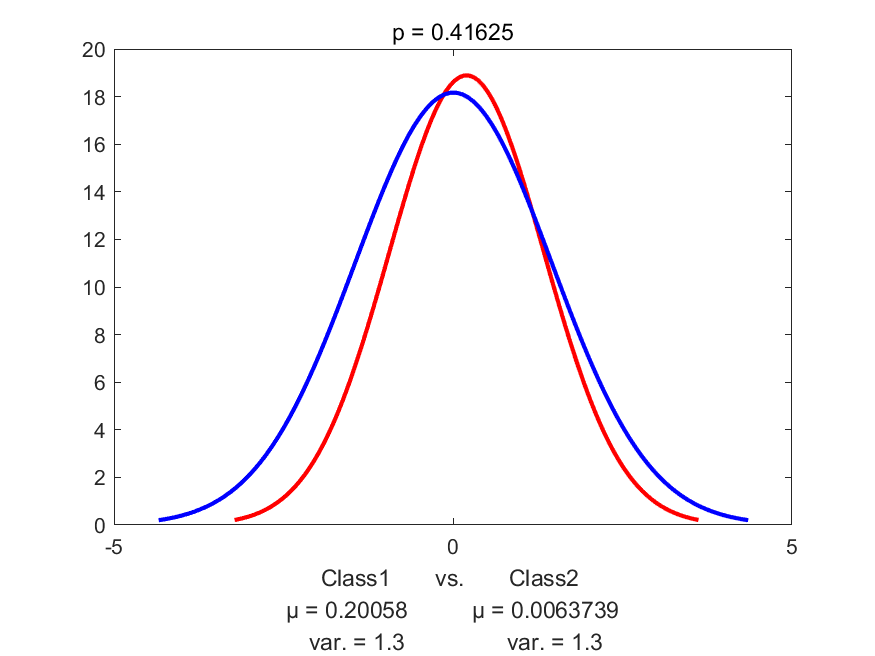 p = 0.41625
20
18
16
14
12
10
8
6
4
2
0
-5 0 5
Class1 vs. Class2
μ = 0.20058 μ = 0.0063739
var. = 1.3 var. = 1.3